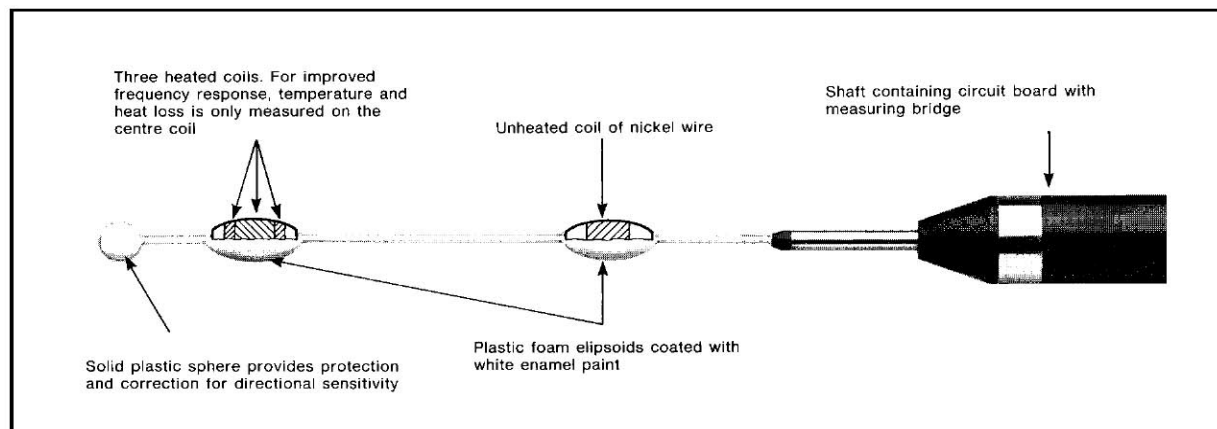 Three heated coils. For improved
frequency response, temperature and
heat loss is only measured on the
centre coil
Unheated coil of nickel wire
Shaft containing circuit board with
measuring bridge
Solid plastic sphere provides protection
and correction for directional sensitivity
Plastic foam elipsoids coated with
white enamel paint